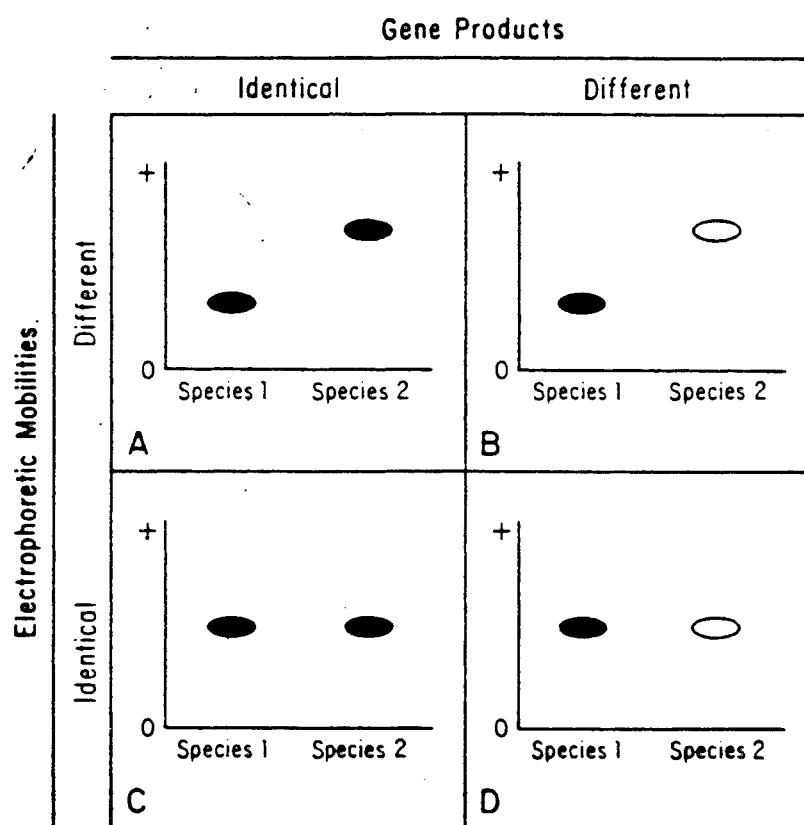 Gene Products
Identical Different
Electrophoretic Mobilities.
Different
+ +
0 0
Species 1 Species 2 Species 1 Species 2
A B
Identical
+ +
0 0
Species 1 Species 2 Species 1 Species 2
C D